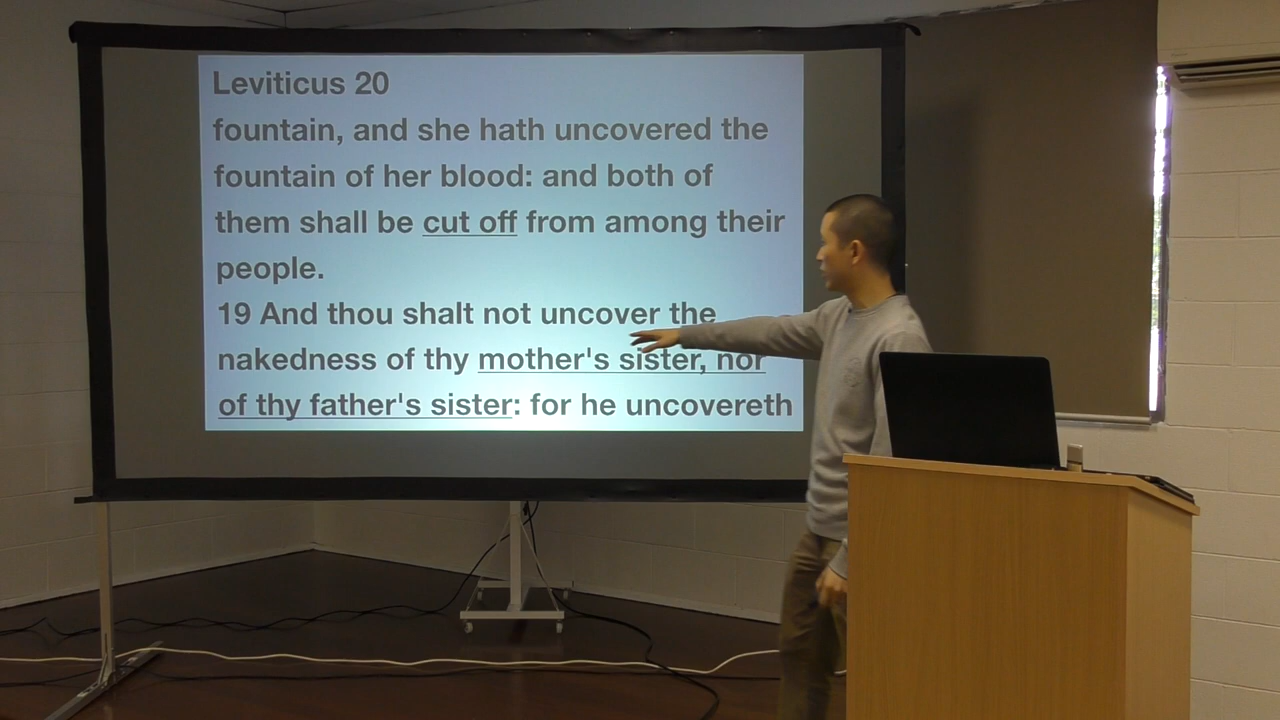 Leviticus 20
fountain, and she hath uncovered the
fountain of her blood: and both of
them shall be cut off from among their
people.
19 And thou shalt not uncover the
nakedness of thy mother's sister, nor
of thy father's sister: for he uncovereth